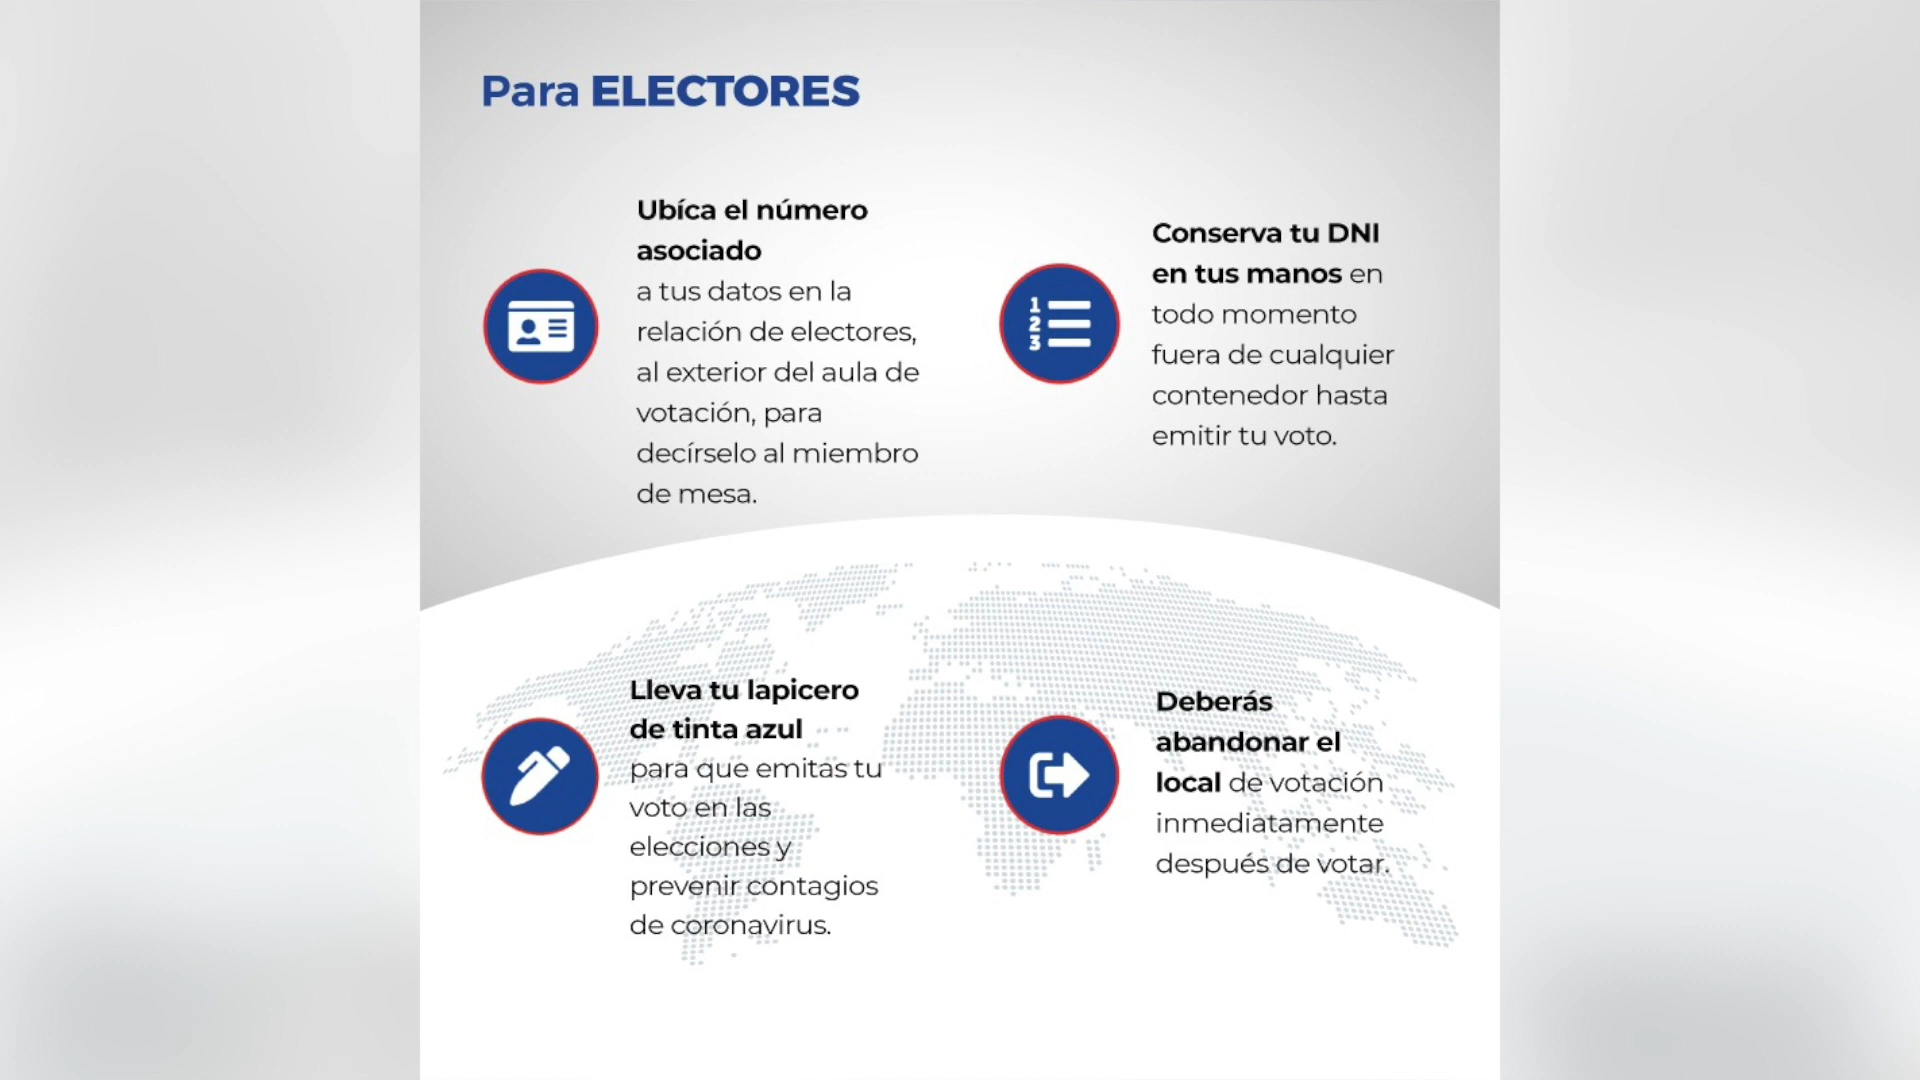 Para ELECTORES
Ubíca el número
asociado
a tus datos en la
relación de electores,
al exterior del aula de
votación, para
decírselo al miembro
de mesa.
Conserva tu DNI
en tus manos en
todo momento
fuera de cualquier
contenedor hasta
emitir tu voto.
Lleva tu lapicero
de tinta azul
para que emitas tu
voto en las
elecciones y
prevenir contagios
de coronavirus.
Deberás
abandonar el
local de votación
inmediatamente
después de votar.
1
2
3